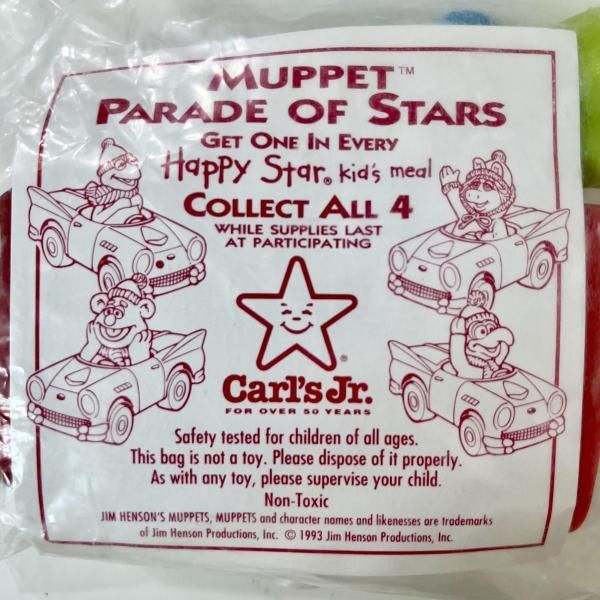 MUPPET™
PARADE OF STARS
GET ONE IN EVERY
Happy Star® kid's meal
COLLECT ALL 4
WHILE SUPPLIES LAST
AT PARTICIPATING
®
Carl's Jr.
FOR OVER 50 YEARS
Safety tested for children of all ages.
This bag is not a toy. Please dispose of it properly.
As with any toy, please supervise your child.
Non-Toxic
JIM HENSON'S MUPPETS, MUPPETS and character names and likenesses are trademarks
of Jim Henson Productions, Inc. © 1993 Jim Henson Productions, Inc.